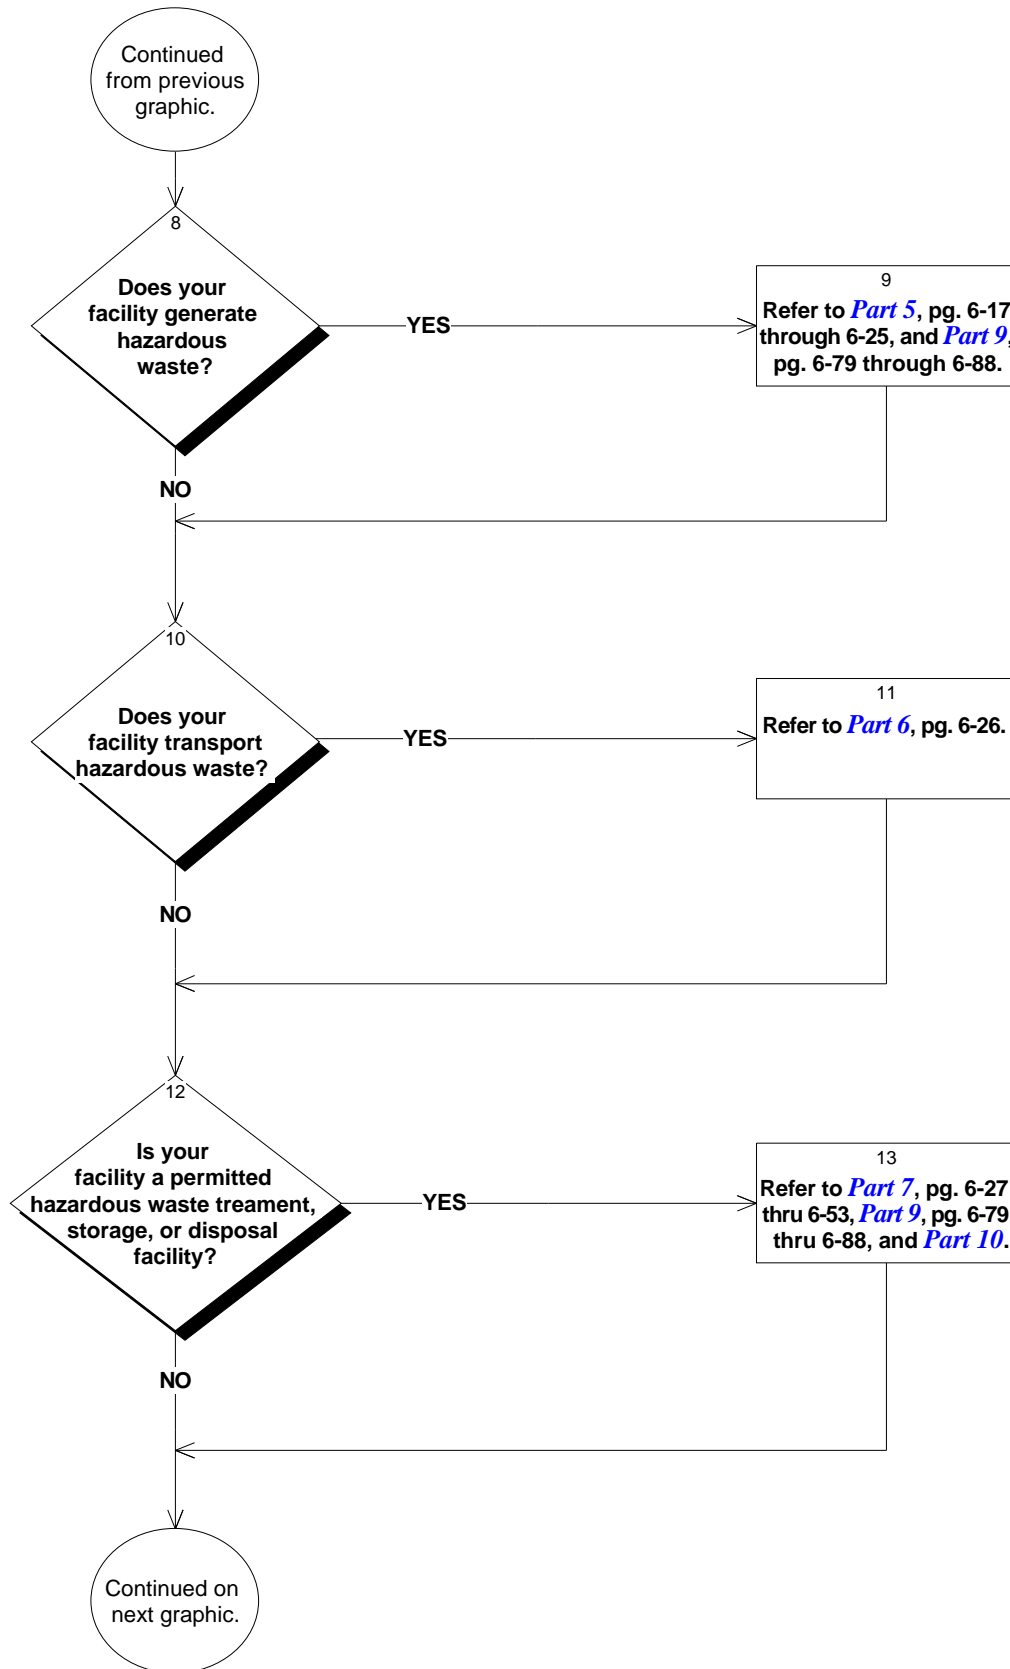 Continued
from previous
graphic.
8
Does your
facility generate
hazardous
waste?
YES
9
Refer to Part 5, pg. 6-17
through 6-25, and Part 9,
pg. 6-79 through 6-88.
NO
10
Does your
facility transport
hazardous waste?
YES
11
Refer to Part 6, pg. 6-26.
NO
12
Is your
facility a permitted
hazardous waste treament,
storage, or disposal
facility?
YES
13
Refer to Part 7, pg. 6-27
thru 6-53, Part 9, pg. 6-79
thru 6-88, and Part 10.
NO
Continued on
next graphic.